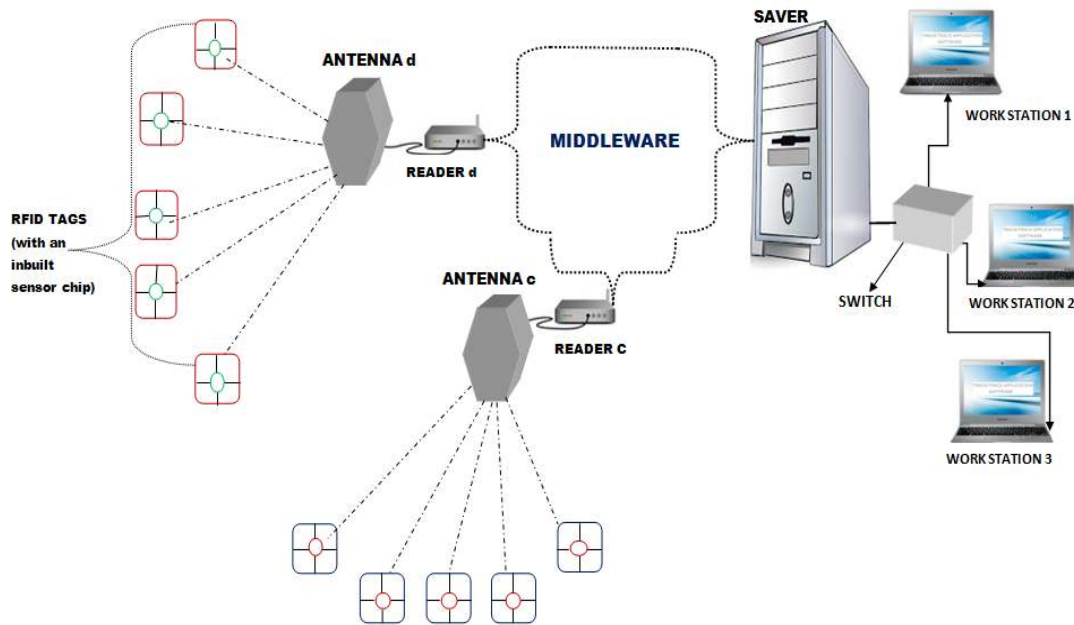 SAVER
ANTENNA d
WORK STATION 1
MIDDLEWARE
READER d
RFID TAGS
(with an
inbuilt
sensor chip)
ANTENNA c
SWITCH
WORK STATION 2
READER C
WORK STATION 3